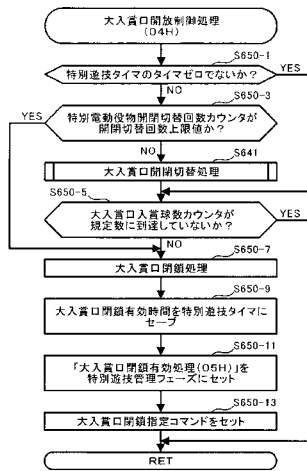 大入賞口開放制御処理
(04H)
S650-1
特別遊技タイマのタイマゼロでないか？
YES
NO
S650-3
YES
特別電動役物開閉切替回数カウンタが
開閉切替回数上限値か？
NO
S641
大入賞口開閉切替処理
S650-5
大入賞口入賞球数カウンタが
規定数に到達していないか？
YES
NO
S650-7
大入賞口閉鎖処理
S650-9
大入賞口閉鎖有効時間を特別遊技タイマに
セーブ
S650-11
「大入賞口閉鎖有効処理(05H)」を
特別遊技管理フェーズにセット
S650-13
大入賞口閉鎖指定コマンドをセット
RET